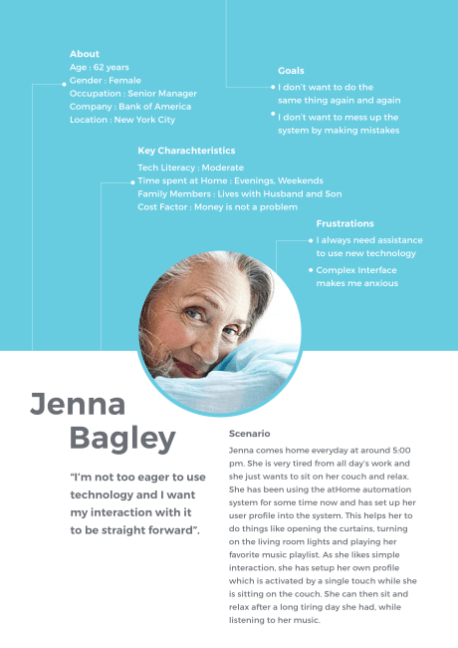 About
Age : 62 years
Gender : Female
Occupation : Senior Manager
Company : Bank of America
Location : New York City
Goals
I don't want to do the
same thing again and again
I don't want to mess up the
system by making mistakes
Key Charachteristics
Tech Literacy : Moderate
Time spent at Home : Evenings, Weekends
Family Members : Lives with Husband and Son
Cost Factor : Money is not a problem
Frustrations
I always need assistance
to use new technology
Complex Interface
makes me anxious
Jenna
Bagley
"I'm not too eager to use
technology and I want
my interaction with it
to be straight forward".
Scenario
Jenna comes home everyday at around 5:00
pm. She is very tired from all day's work and
she just wants to sit on her couch and relax.
She has been using the atHome automation
system for some time now and has set up her
user profile into the system. This helps her to
do things like opening the curtains, turning
on the living room lights and playing her
favorite music playlist. As she likes simple
interaction, she has setup her own profile
which is activated by a single touch while she
is sitting on the couch. She can then sit and
relax after a long tiring day she had, while
listening to her music.